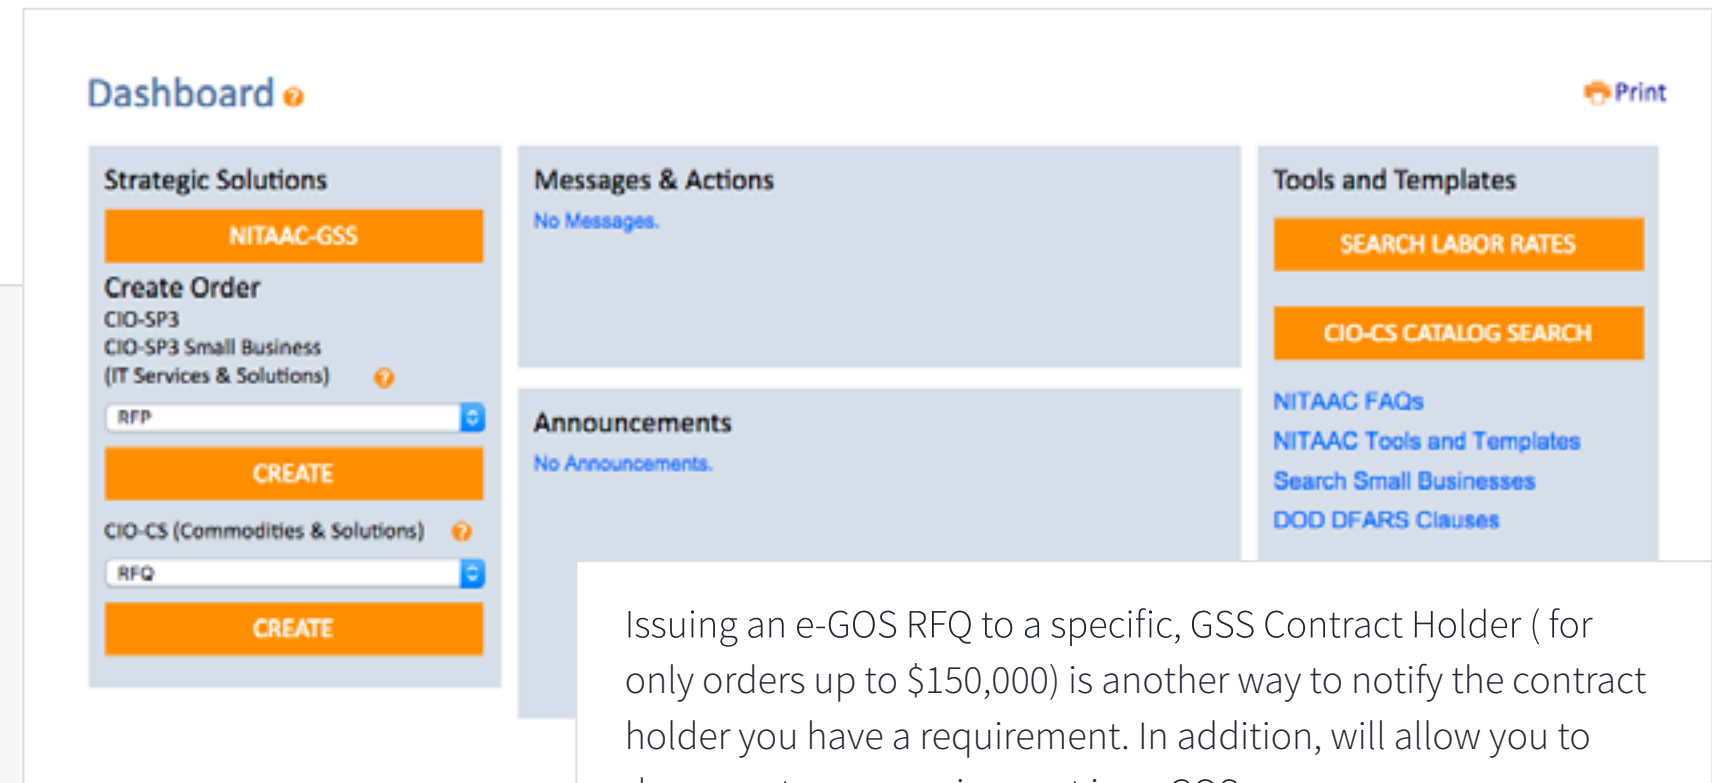 Dashboard
Print
Strategic Solutions
NITAAC-GSS
Create Order
CIO-SP3
CIO-SP3 Small Business
(IT Services & Solutions)
RFP
CREATE
CIO-CS (Commodities & Solutions)
RFQ
CREATE
Messages & Actions
No Messages.
Announcements
No Announcements.
Tools and Templates
SEARCH LABOR RATES
CIO-CS CATALOG SEARCH
NITAAC FAQs
NITAAC Tools and Templates
Search Small Businesses
DOD DFARS Clauses
Issuing an e-GOS RFQ to a specific, GSS Contract Holder ( for
only orders up to $150,000) is another way to notify the contract
holder you have a requirement. In addition, will allow you to